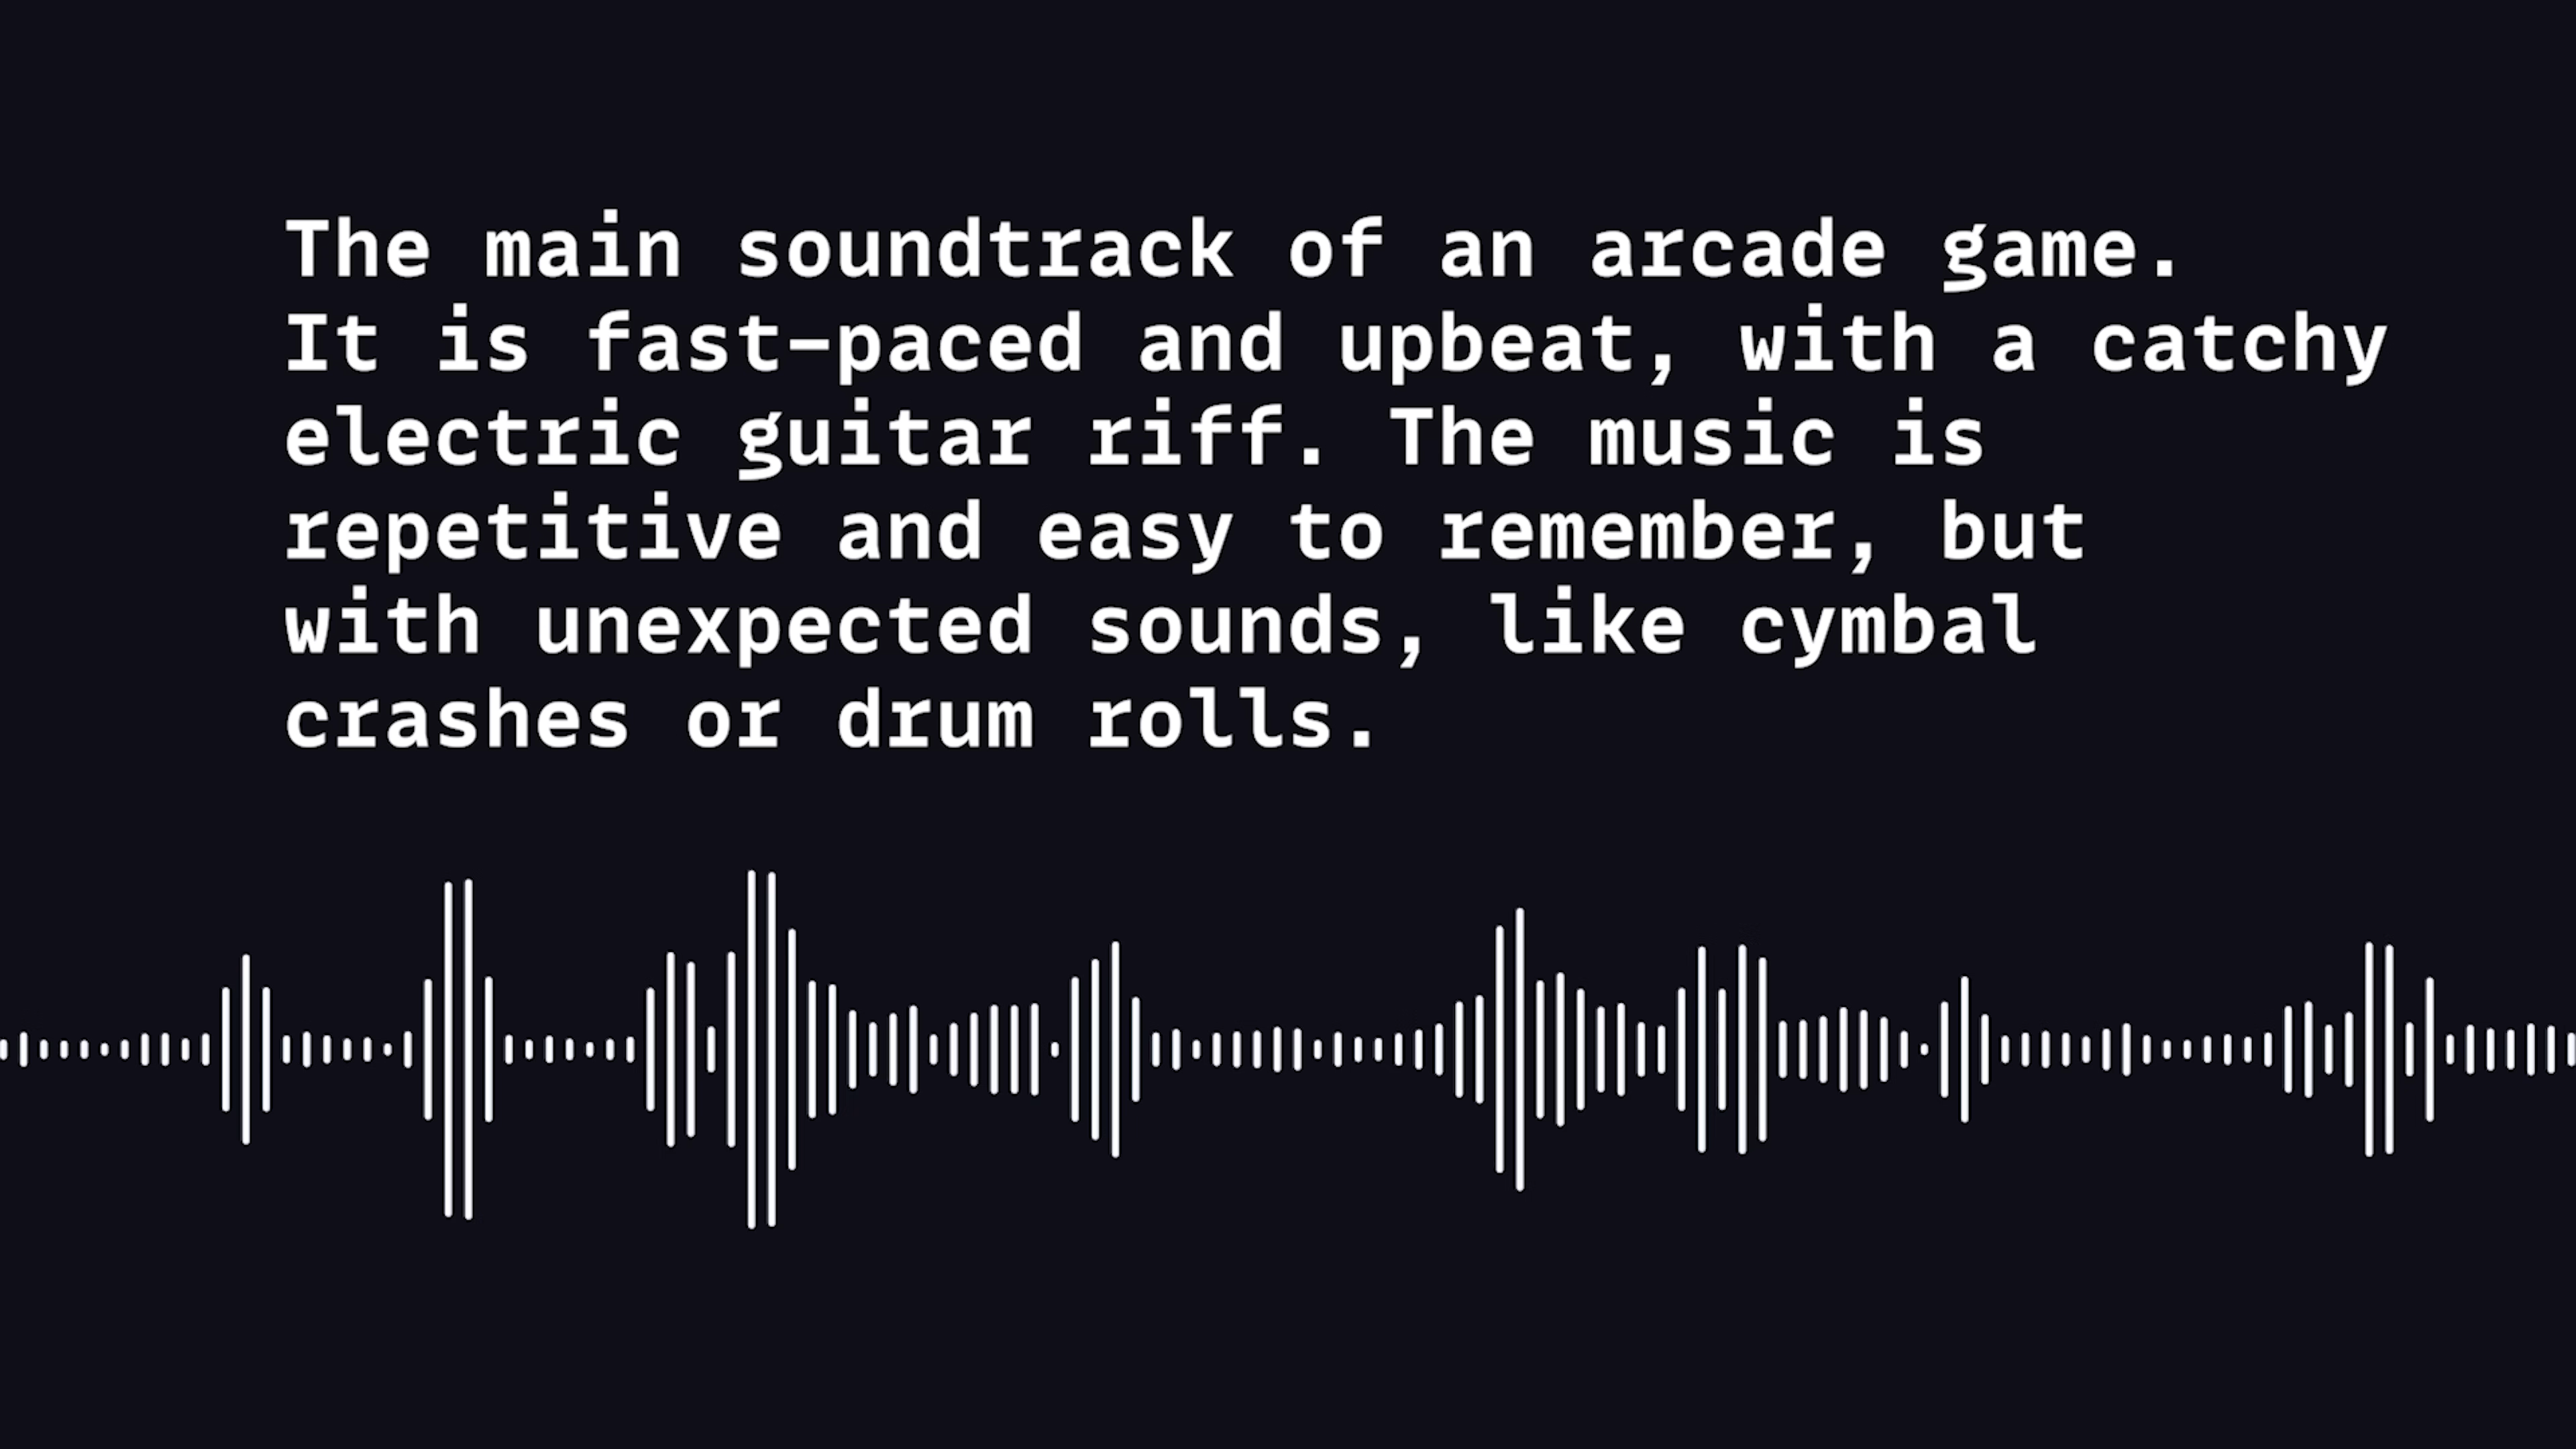 The main soundtrack of an arcade game.
It is fast-paced and upbeat, with a catchy
electric guitar riff. The music is
repetitive and easy to remember, but
with unexpected sounds, like cymbal
crashes or drum rolls.